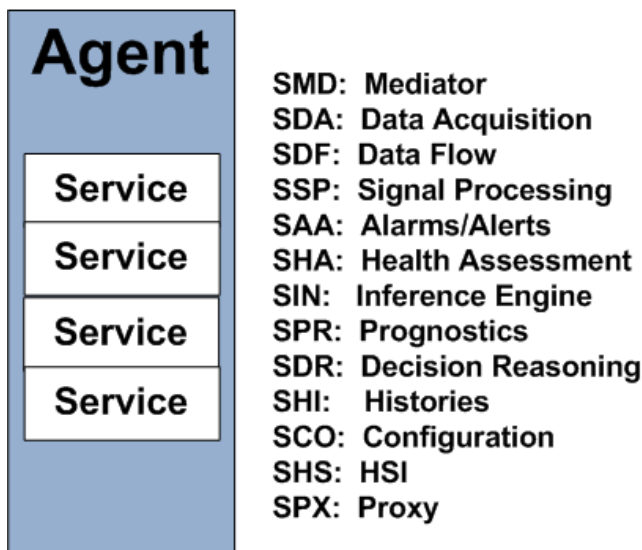 Agent
Service
Service
Service
Service
SMD: Mediator
SDA: Data Acquisition
SDF: Data Flow
SSP: Signal Processing
SAA: Alarms/Alerts
SHA: Health Assessment
SIN: Inference Engine
SPR: Prognostics
SDR: Decision Reasoning
SHI: Histories
SCO: Configuration
SHS: HSI
SPX: Proxy